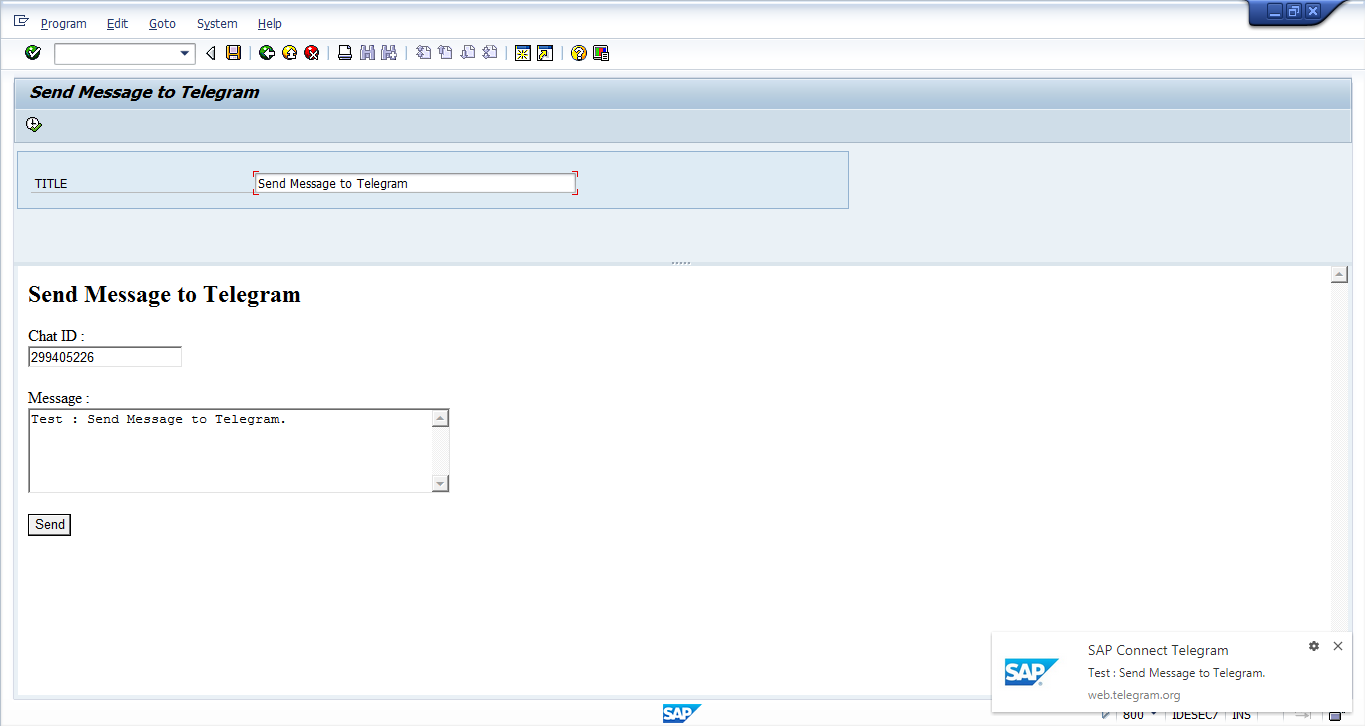 Program Edit Goto System Help
Send Message to Telegram
TITLE Send Message to Telegram
Send Message to Telegram
Chat ID :
299405226
Message :
Test : Send Message to Telegram.
Send
SAP Connect Telegram
Test : Send Message to Telegram.
web.telegram.org
SAP
SAP
800 IDESEC7 INS